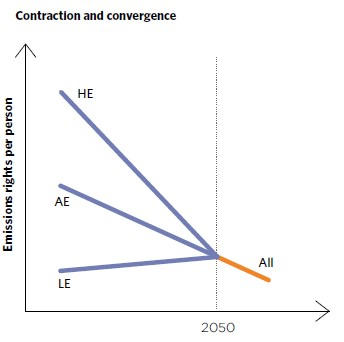 Contraction and convergence
Emissions rights per person
HE
AE
LE
All
2050